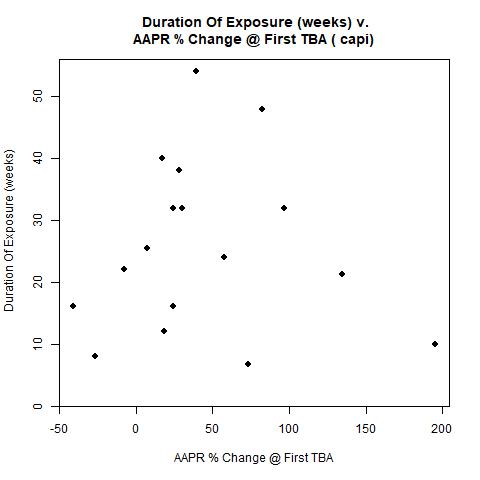 Duration Of Exposure (weeks) v.
AAPR % Change @ First TBA ( capi)
Duration Of Exposure (weeks)
50
40
30
20
10
0
-50 0 50 100 150 200
AAPR % Change @ First TBA